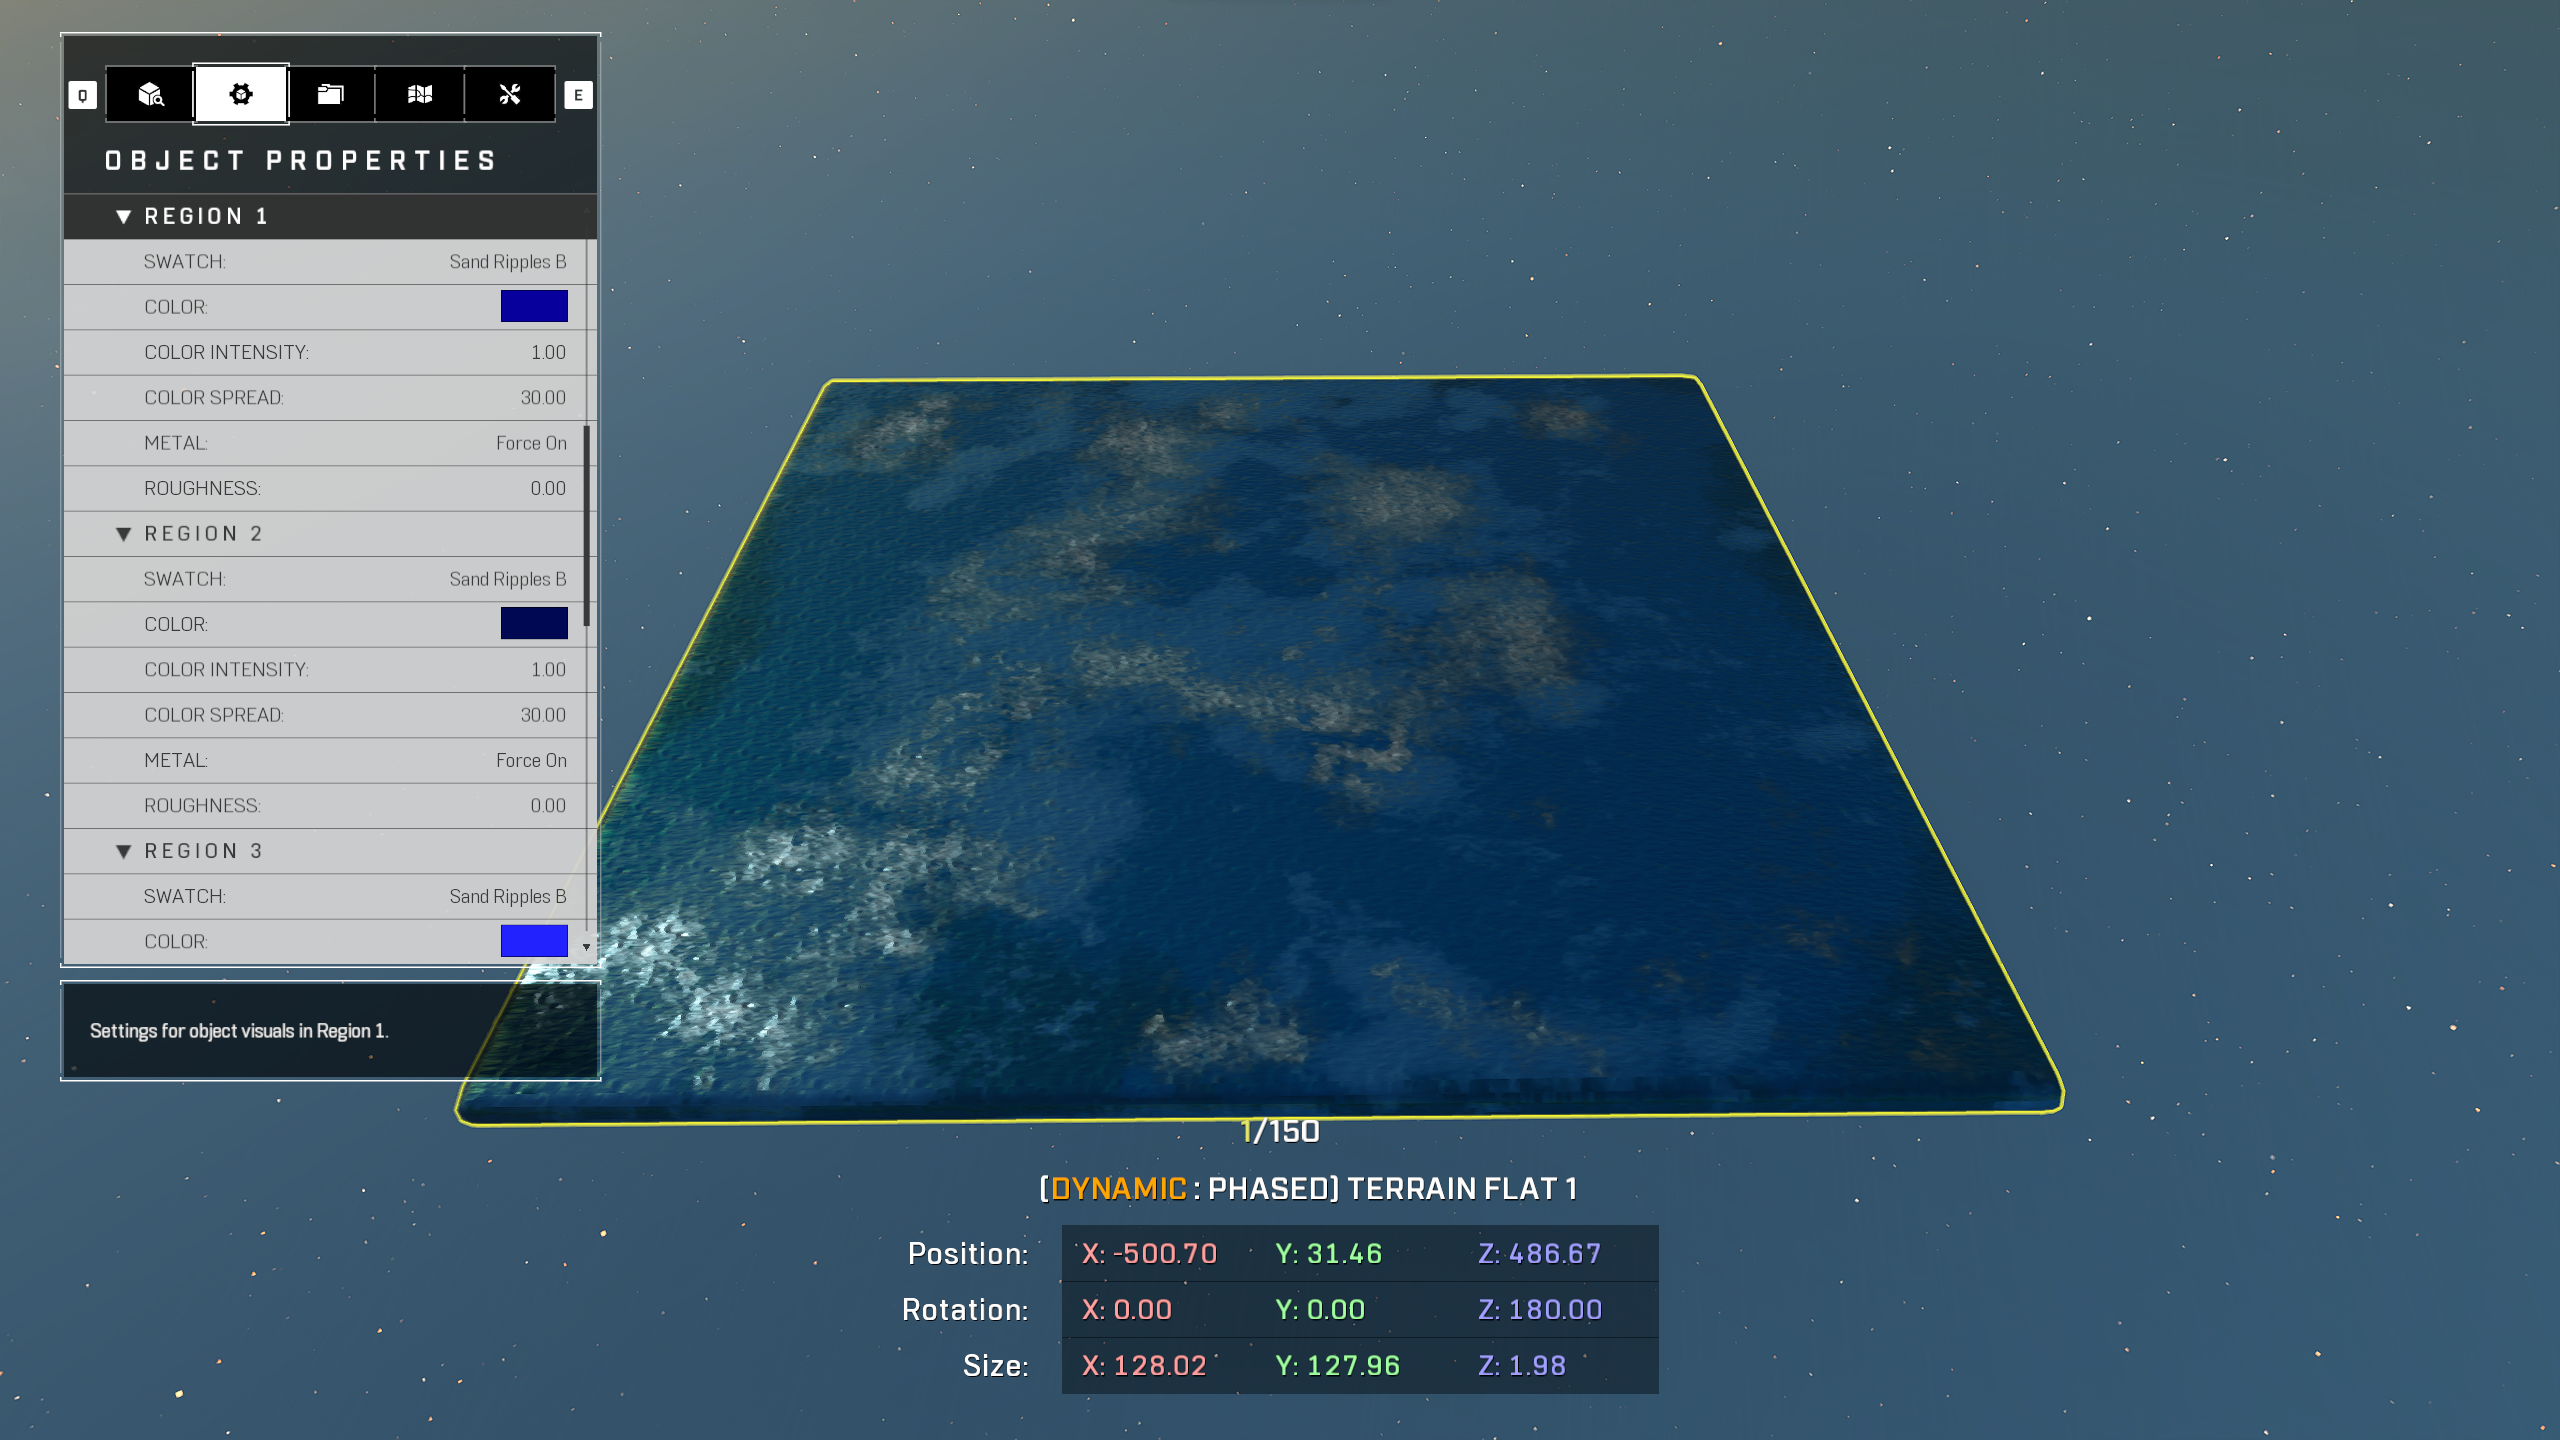 Q
E
OBJECT PROPERTIES
REGION 1
SWATCH: Sand Ripples B
COLOR:
COLOR INTENSITY: 1.00
COLOR SPREAD: 30.00
METAL: Force On
ROUGHNESS: 0.00
REGION 2
SWATCH: Sand Ripples B
COLOR:
COLOR INTENSITY: 1.00
COLOR SPREAD: 30.00
METAL: Force On
ROUGHNESS: 0.00
REGION 3
SWATCH: Sand Ripples B
COLOR:
Settings for object visuals in Region 1.
1/150
[DYNAMIC : PHASED] TERRAIN FLAT 1
Position: X: -500.70 Y: 31.46 Z: 486.67
Rotation: X: 0.00 Y: 0.00 Z: 180.00
Size: X: 128.02 Y: 127.96 Z: 1.98